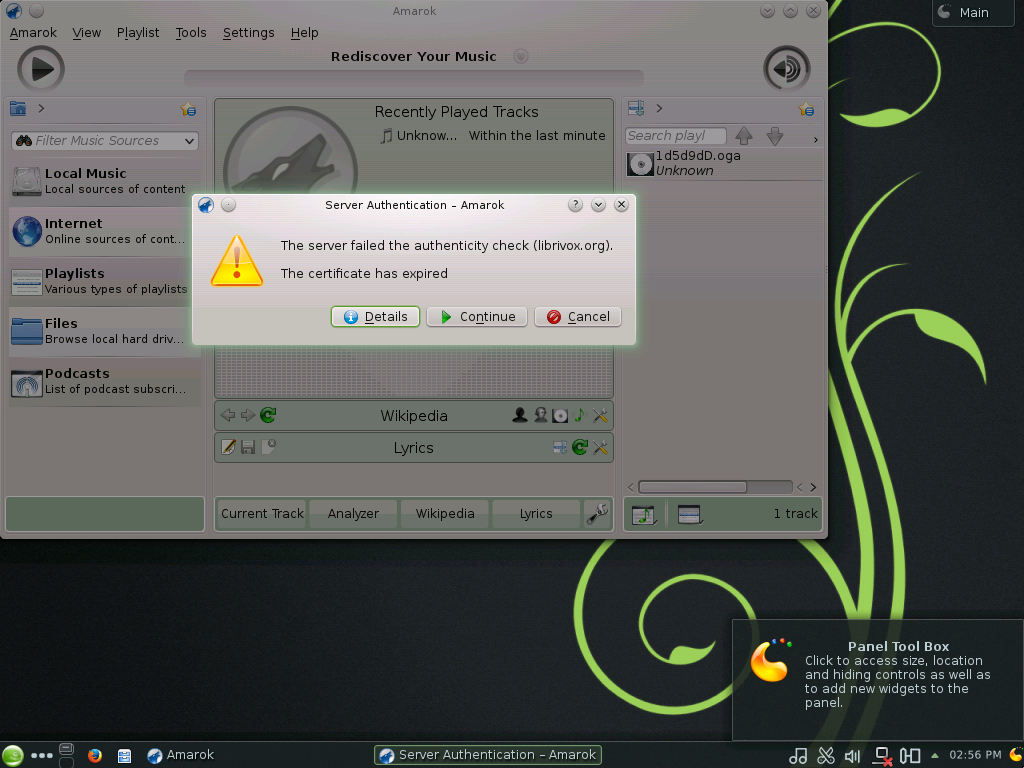 Amarok
Main
Amarok View Playlist Tools Settings Help
Rediscover Your Music
Filter Music Sources
Local Music
Local sources of content
Internet
Online sources of cont...
Playlists
Various types of playlists
Files
Browse local hard driv...
Podcasts
List of podcast subscri...
Recently Played Tracks
Unknow... Within the last minute
Search playl
1d5d9dD.oga
Unknown
Server Authentication – Amarok
The server failed the authenticity check (librivox.org).
The certificate has expired
Details Continue Cancel
Wikipedia
Lyrics
Current Track Analyzer Wikipedia Lyrics
1 track
Panel Tool Box
Click to access size, location
and hiding controls as well as
to add new widgets to the
panel.
Amarok
Server Authentication – Amarok
02:56 PM